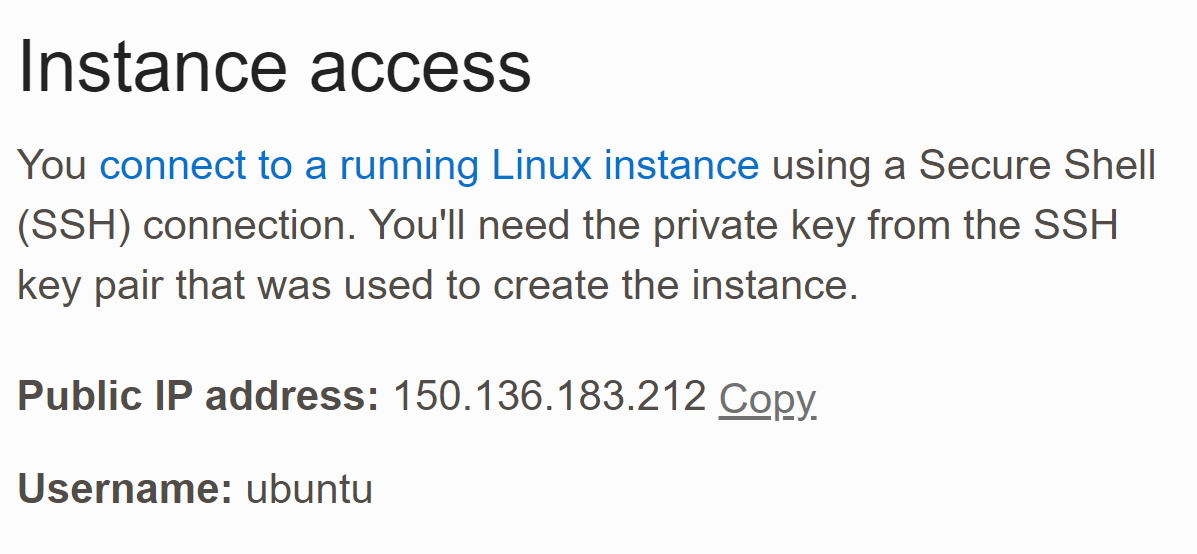 Instance access
You connect to a running Linux instance using a Secure Shell
(SSH) connection. You'll need the private key from the SSH
key pair that was used to create the instance.
Public IP address: 150.136.183.212 Copy
Username: ubuntu